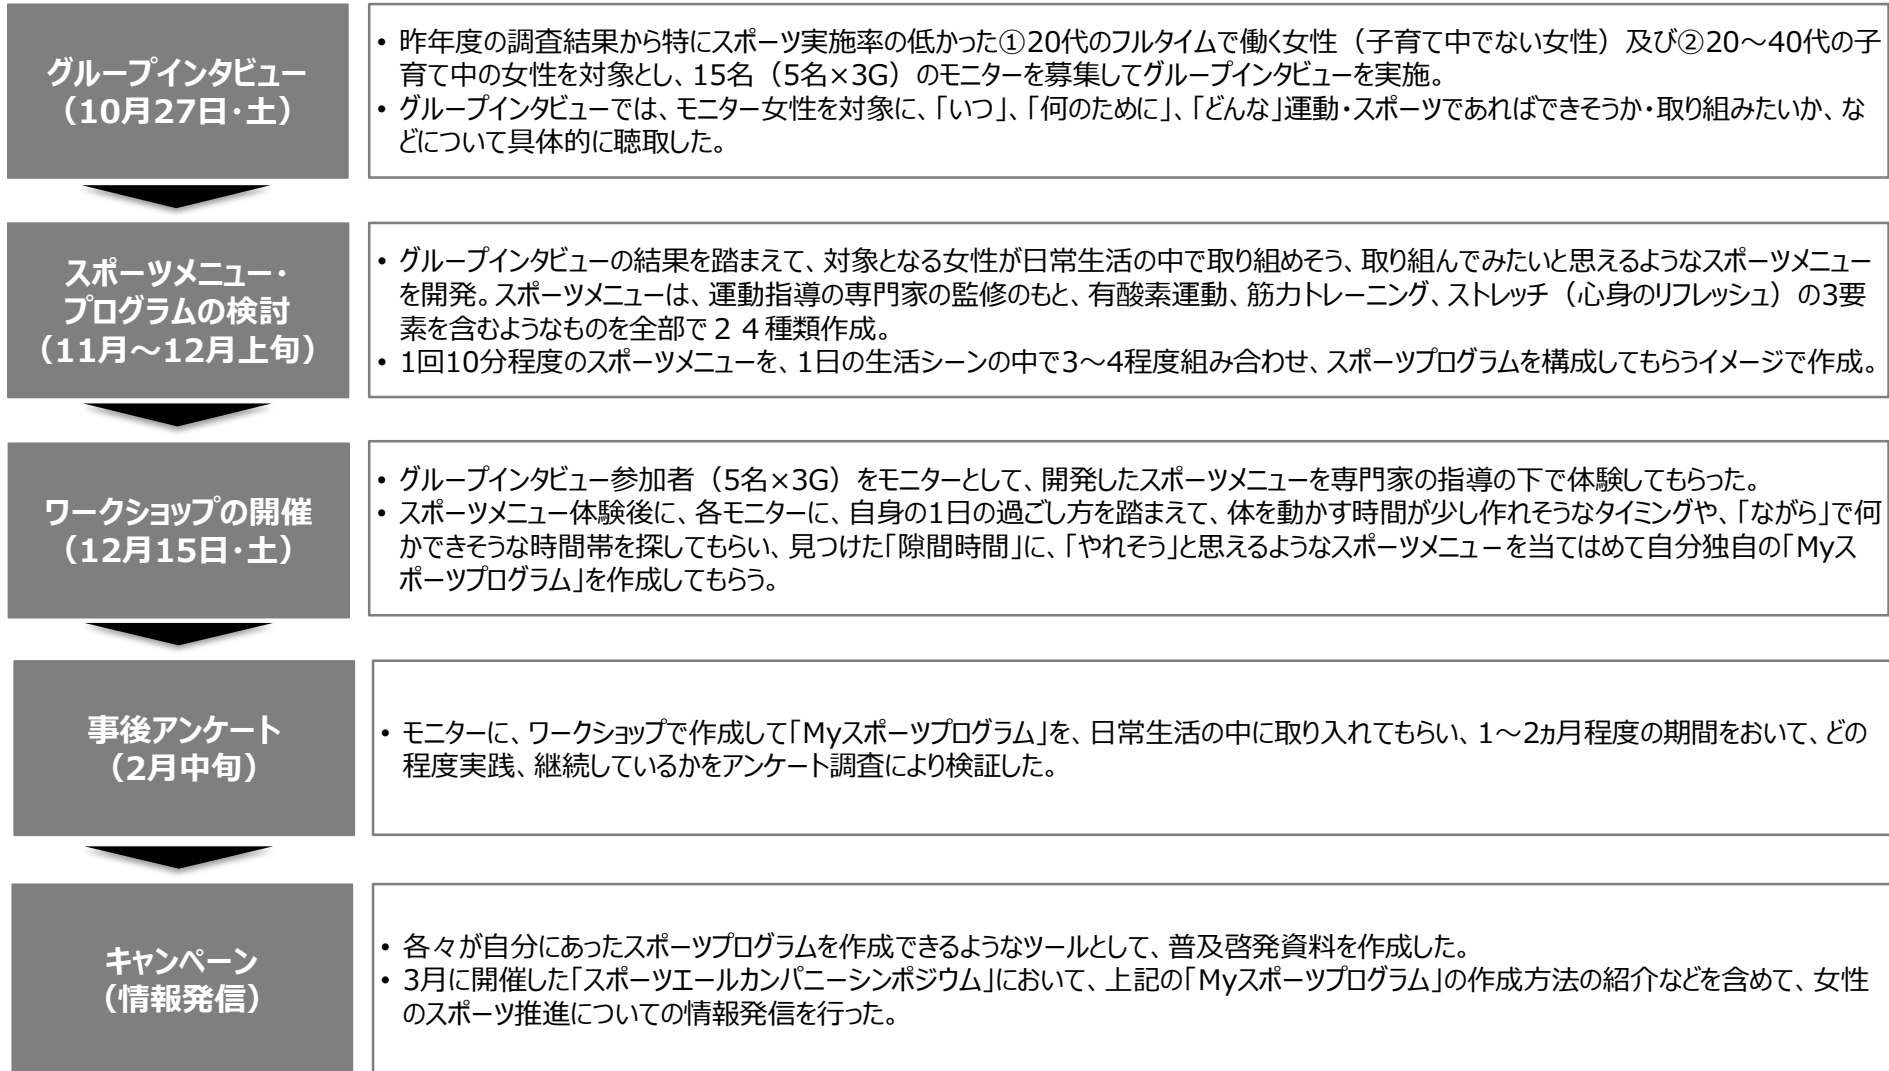 グループインタビュー
（10月27日・土）
• 昨年度の調査結果から特にスポーツ実施率の低かった①20代のフルタイムで働く女性（子育て中でない女性）及び②20～40代の子
育て中の女性を対象とし、15名（5名×3G）のモニターを募集してグループインタビューを実施。
• グループインタビューでは、モニター女性を対象に、「いつ」、「何のために」、「どんな」運動・スポーツであればできそうか・取り組みたいか、な
どについて具体的に聴取した。
スポーツメニュー・
プログラムの検討
（11月～12月上旬）
• グループインタビューの結果を踏まえて、対象となる女性が日常生活の中で取り組めそう、取り組んでみたいと思えるようなスポーツメニュー
を開発。スポーツメニューは、運動指導の専門家の監修のもと、有酸素運動、筋力トレーニング、ストレッチ（心身のリフレッシュ）の3要
素を含むようなものを全部で２４種類作成。
• 1回10分程度のスポーツメニューを、1日の生活シーンの中で3～4程度組み合わせ、スポーツプログラムを構成してもらうイメージで作成。
ワークショップの開催
（12月15日・土）
• グループインタビュー参加者（5名×3G）をモニターとして、開発したスポーツメニューを専門家の指導の下で体験してもらった。
• スポーツメニュー体験後に、各モニターに、自身の1日の過ごし方を踏まえて、体を動かす時間が少し作れそうなタイミングや、「ながら」で何
かできそうな時間帯を探してもらい、見つけた「隙間時間」に、「やれそう」と思えるようなスポーツメニューを当てはめて自分独自の「Myス
ポーツプログラム」を作成してもらう。
事後アンケート
（2月中旬）
• モニターに、ワークショップで作成して「Myスポーツプログラム」を、日常生活の中に取り入れてもらい、1～2ヵ月程度の期間をおいて、どの
程度実践、継続しているかをアンケート調査により検証した。
キャンペーン
（情報発信）
• 各々が自分にあったスポーツプログラムを作成できるようなツールとして、普及啓発資料を作成した。
• 3月に開催した「スポーツエールカンパニーシンポジウム」において、上記の「Myスポーツプログラム」の作成方法の紹介などを含めて、女性
のスポーツ推進についての情報発信を行った。